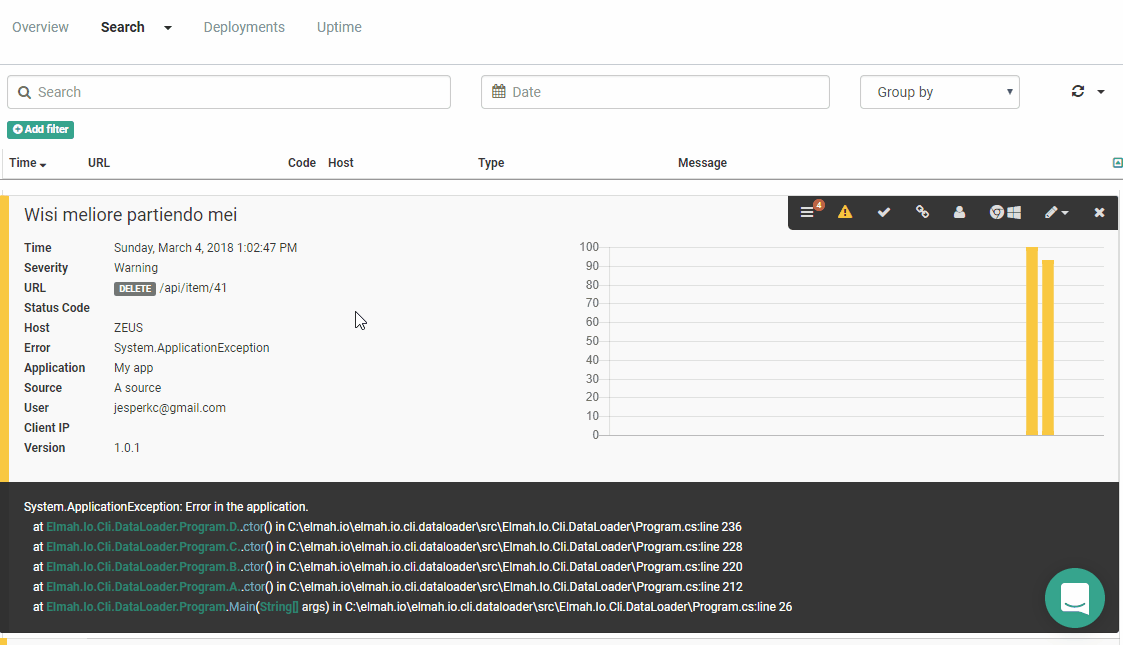 Overview Search Deployments Uptime
Search Date Group by
Add filter
Time URL Code Host Type Message
Wisi meliore partiendo mei
4
Time Sunday, March 4, 2018 1:02:47 PM
Severity Warning
URL DELETE /api/item/41
Status Code
Host ZEUS
Error System.ApplicationException
Application My app
Source A source
User jesperkc@gmail.com
Client IP
Version 1.0.1
100
90
80
70
60
50
40
30
20
10
0
System.ApplicationException: Error in the application.
at Elmah.Io.Cli.DataLoader.Program.D..ctor() in C:\elmah.io\elmah.io.cli.dataloader\src\Elmah.Io.Cli.DataLoader\Program.cs:line 236
at Elmah.Io.Cli.DataLoader.Program.C..ctor() in C:\elmah.io\elmah.io.cli.dataloader\src\Elmah.Io.Cli.DataLoader\Program.cs:line 228
at Elmah.Io.Cli.DataLoader.Program.B..ctor() in C:\elmah.io\elmah.io.cli.dataloader\src\Elmah.Io.Cli.DataLoader\Program.cs:line 220
at Elmah.Io.Cli.DataLoader.Program.A..ctor() in C:\elmah.io\elmah.io.cli.dataloader\src\Elmah.Io.Cli.DataLoader\Program.cs:line 212
at Elmah.Io.Cli.DataLoader.Program.Main(String[] args) in C:\elmah.io\elmah.io.cli.dataloader\src\Elmah.Io.Cli.DataLoader\Program.cs:line 26